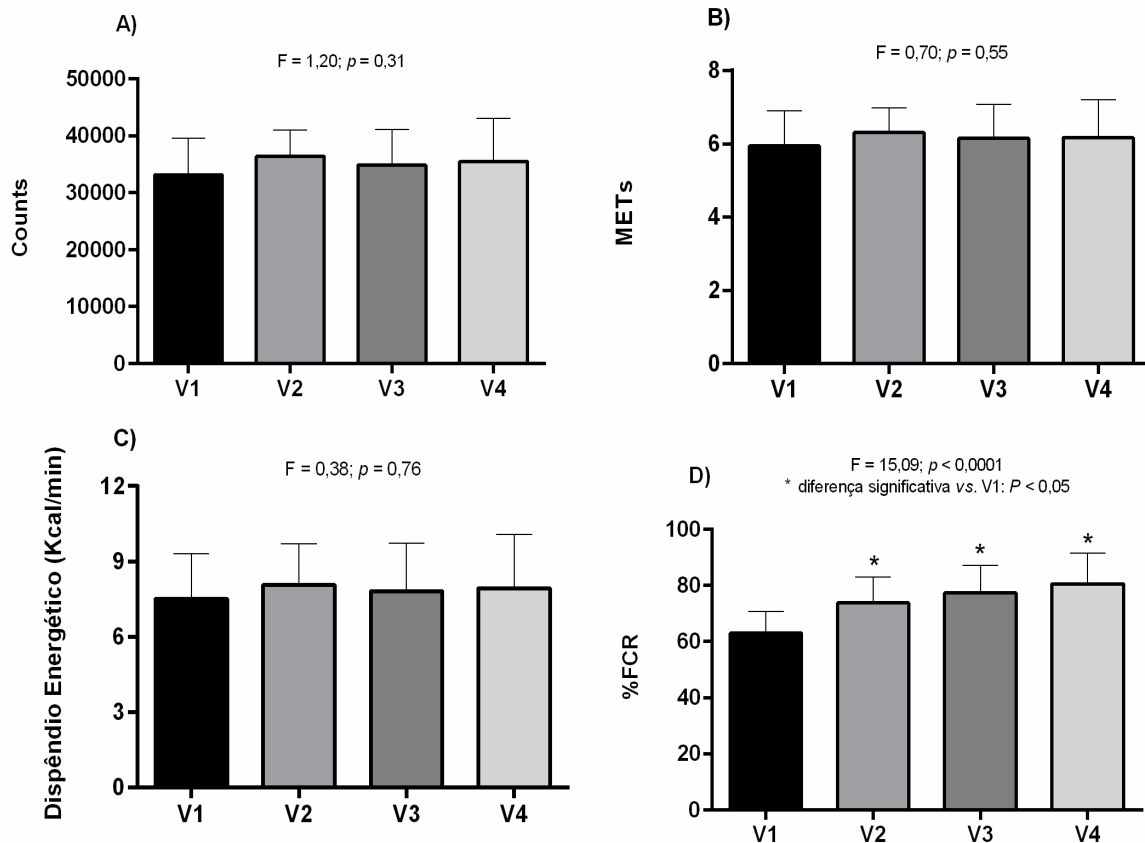 A)
F = 1,20; p = 0,31
Counts
50000
40000
30000
20000
10000
0
V1 V2 V3 V4
B)
F = 0,70; p = 0,55
METs
8
6
4
2
0
V1 V2 V3 V4
C)
F = 0,38; p = 0,76
Dispêndio Energético (Kcal/min)
12
9
6
3
0
V1 V2 V3 V4
D)
F = 15,09; p < 0,0001
* diferença significativa vs. V1: P < 0,05
%FCR
100
80
60
40
20
0
* * *
V1 V2 V3 V4